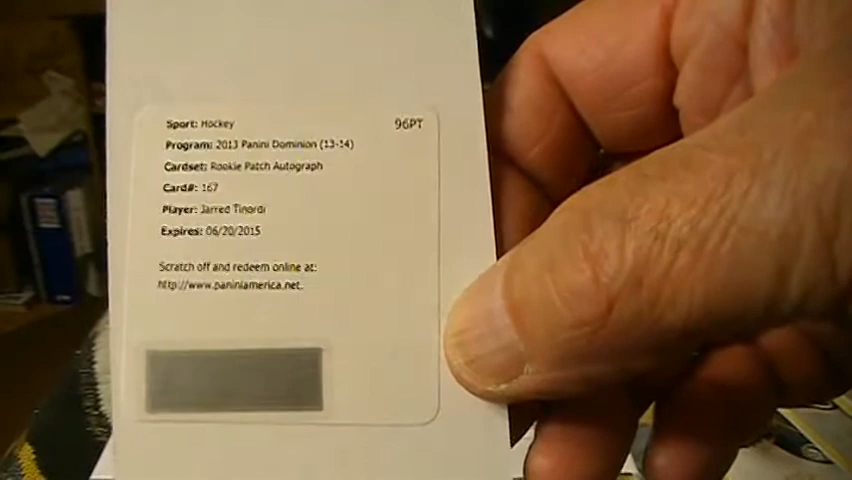 Sport: Hockey 96PT
Program: 2013 Panini Dominion (13-14)
Cardset: Rookie Patch Autograph
Card#: 167
Player: Jarred Tinordi
Expires: 06/20/2015
Scratch off and redeem online at:
http://www.paniniamerica.net.